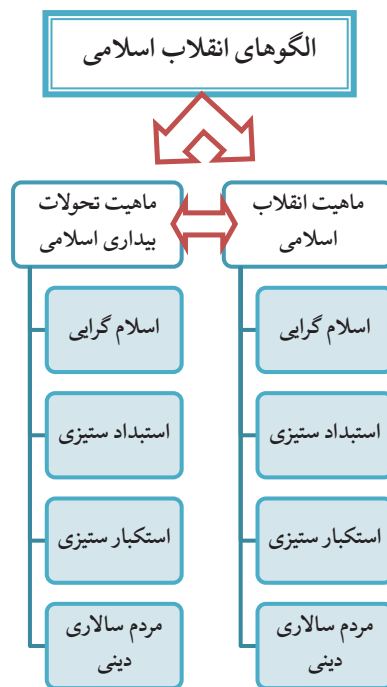 الگوهای انقلاب اسلامی
ماهیت انقلاب
اسلامی
اسلام گرایی
استبداد ستیزی
استکبار ستیزی
مردم سالاری
دینی
ماهیت تحولات
بیداری اسلامی
اسلام گرایی
استبداد ستیزی
استکبار ستیزی
مردم سالاری
دینی